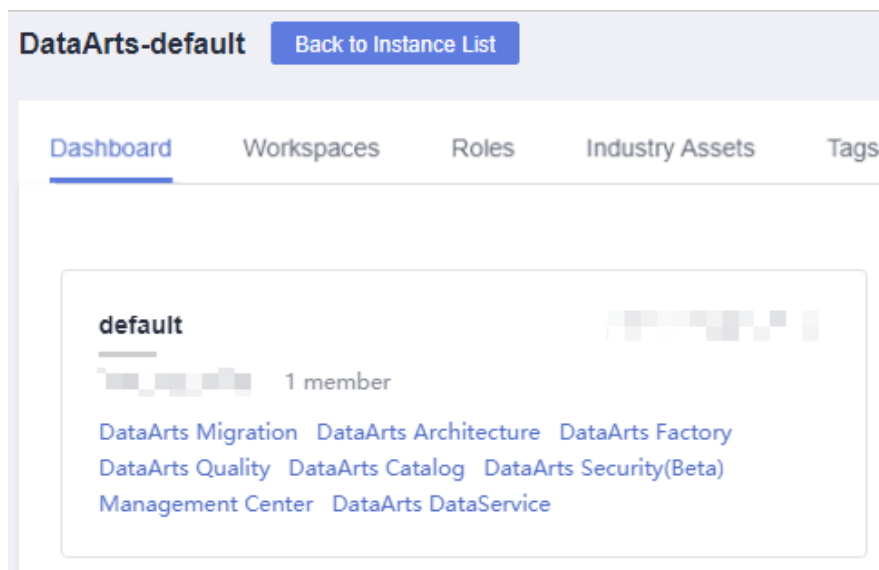 DataArts-default Back to Instance List
Dashboard Workspaces Roles Industry Assets Tags
default
1 member
DataArts Migration DataArts Architecture DataArts Factory
DataArts Quality DataArts Catalog DataArts Security(Beta)
Management Center DataArts DataService